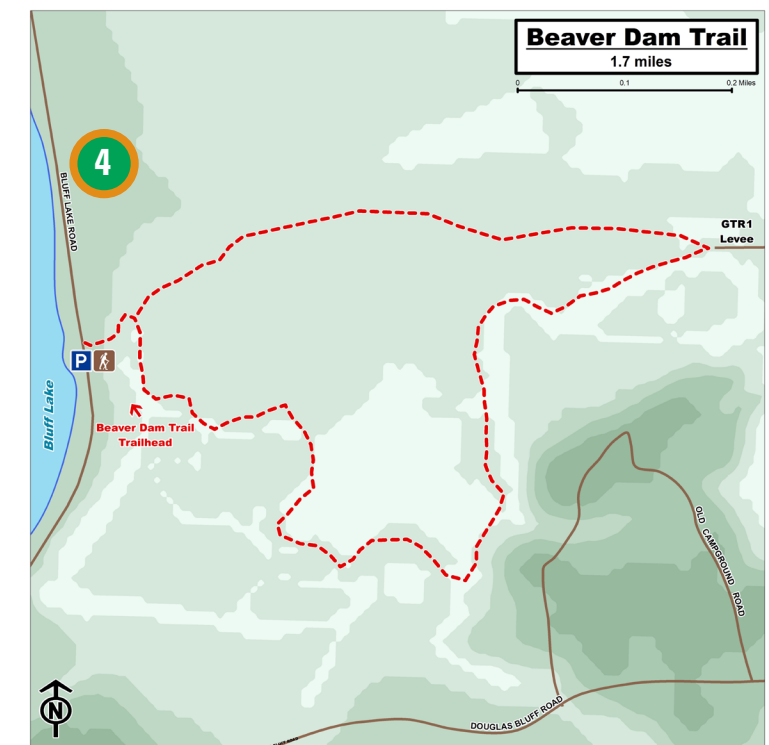 Beaver Dam Trail
1.7 miles
0 0.1 0.2 Miles
4
BLUFF LAKE ROAD
GTR1
Levee
P
Bluff Lake
Beaver Dam Trail
Trailhead
OLD CAMPGROUND ROAD
DOUGLAS BLUFF ROAD
N